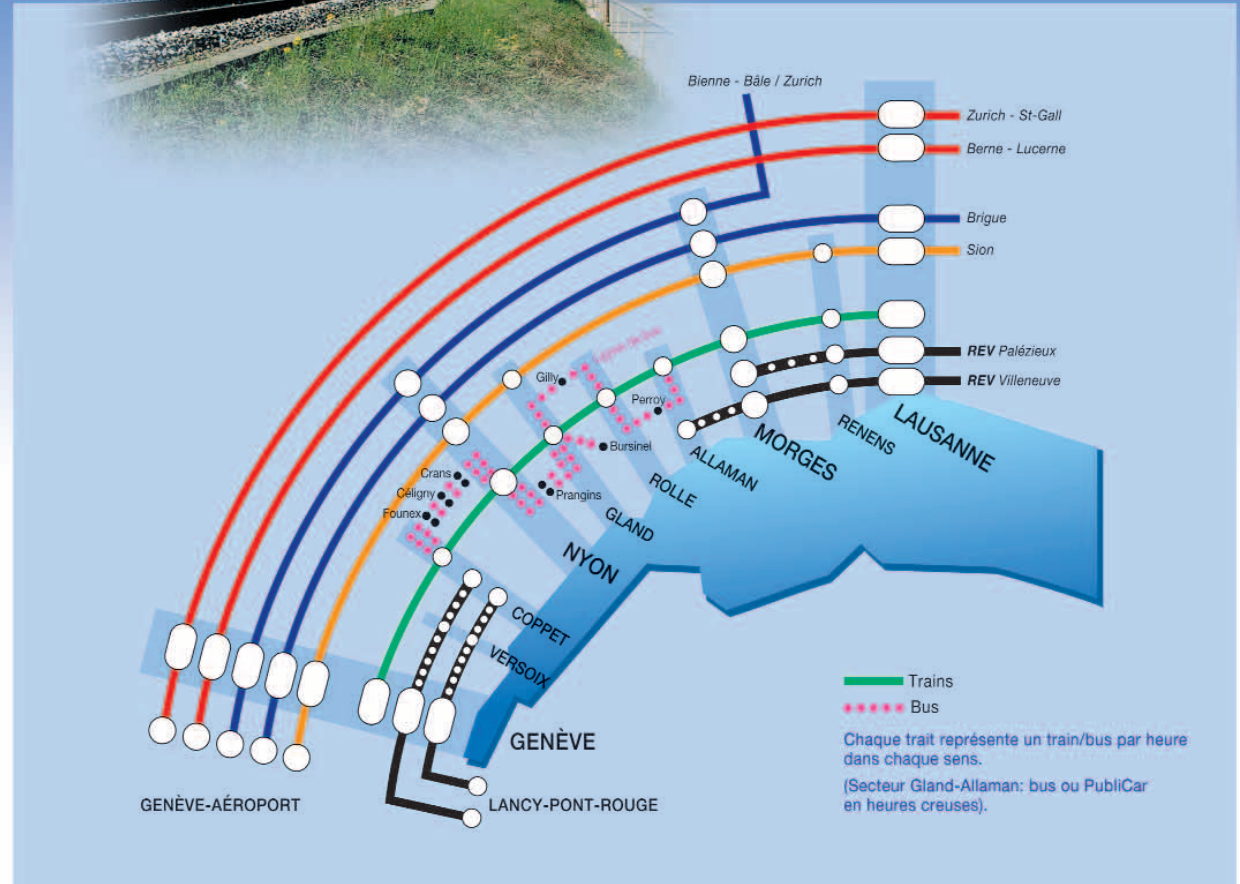 Bienne - Bâle / Zurich
Zurich - St-Gall
Berne - Lucerne
Brigue
Sion
REV Palézieux
REV Villeneuve
Gilly
Perroy
Bursinel
Crans
Céligny
Founex
Prangins
LAUSANNE
RENENS
MORGES
ALLAMAN
ROLLE
GLAND
NYON
COPPET
VERSOIX
GENÈVE
GENÈVE-AÉROPORT
LANCY-PONT-ROUGE
Trains
Bus
Chaque trait représente un train/bus par heure
dans chaque sens.
(Secteur Gland-Allaman: bus ou PubliCar
en heures creuses).